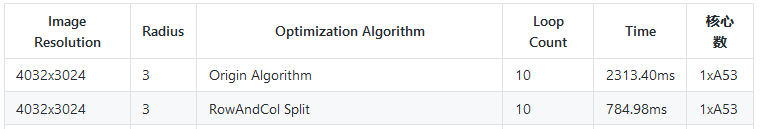 Image Resolution Radius Optimization Algorithm Loop Count Time 核心数
4032x3024 3 Origin Algorithm 10 2313.40ms 1xA53
4032x3024 3 RowAndCol Split 10 784.98ms 1xA53